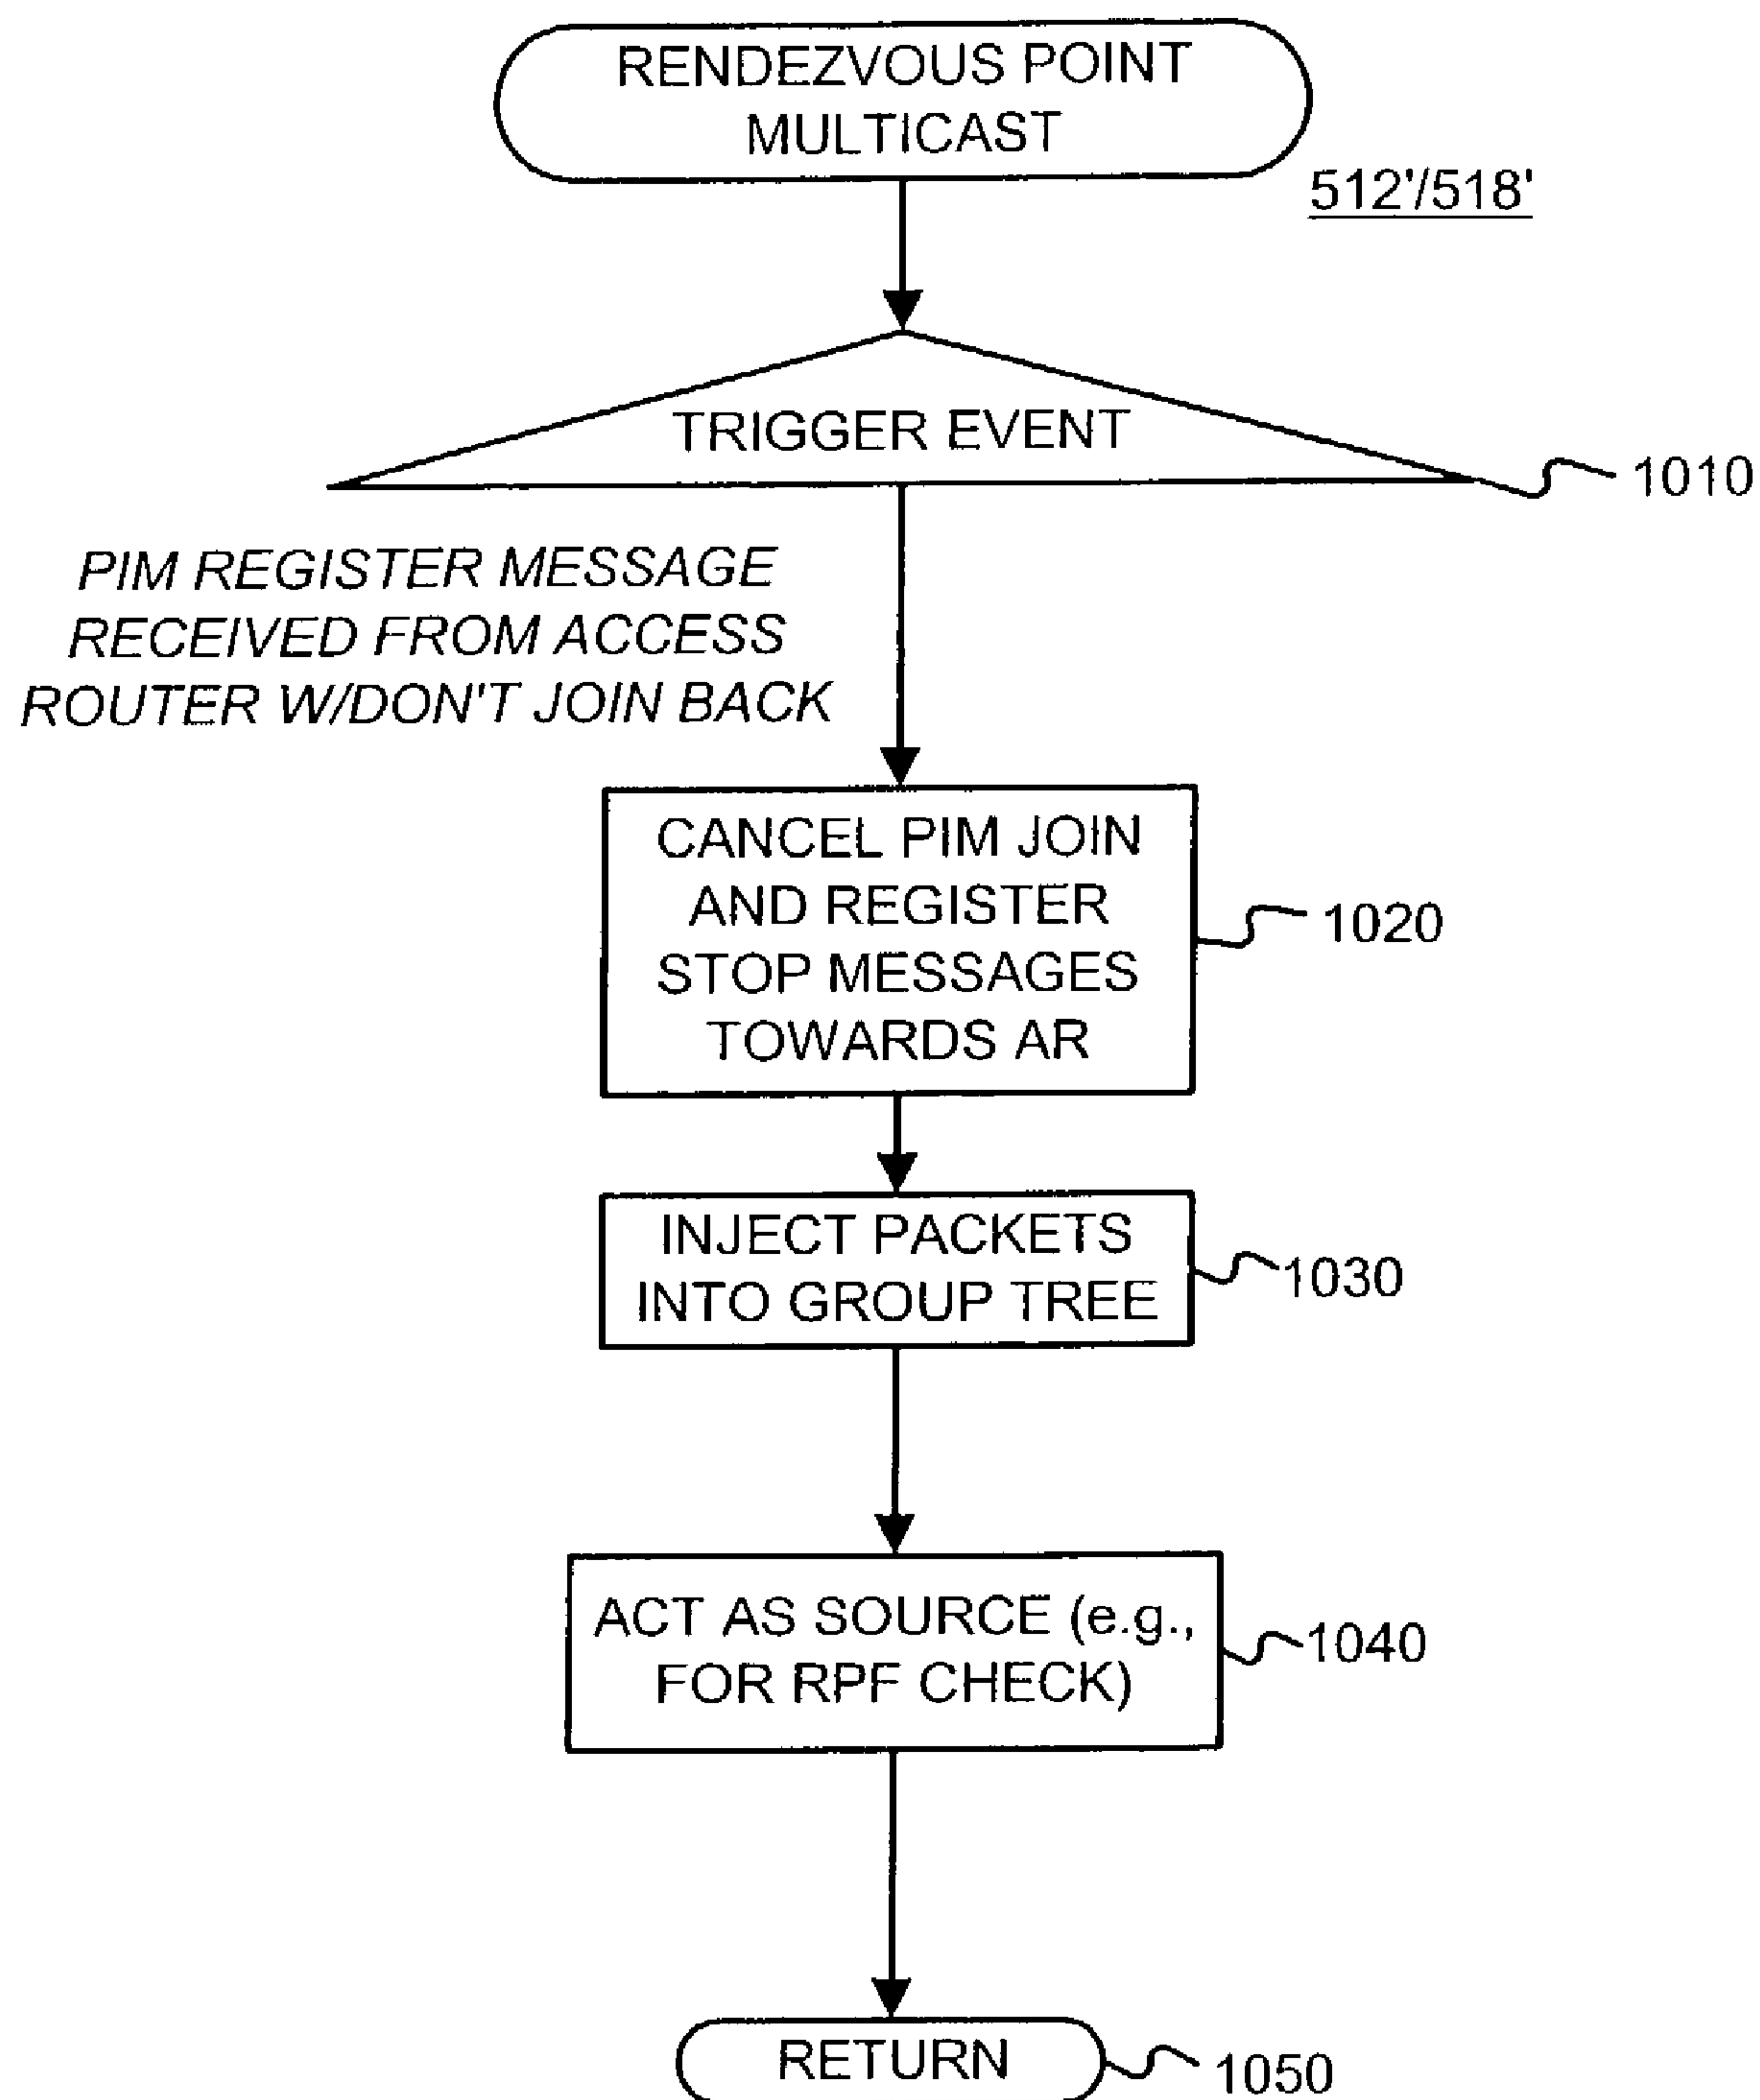 RENDEZVOUS POINT
MULTICAST
512'/518'
TRIGGER EVENT
1010
PIM REGISTER MESSAGE
RECEIVED FROM ACCESS
ROUTER W/DON'T JOIN BACK
CANCEL PIM JOIN
AND REGISTER
STOP MESSAGES
TOWARDS AR
1020
INJECT PACKETS
INTO GROUP TREE
1030
ACT AS SOURCE (e.g.,
FOR RPF CHECK)
1040
RETURN
1050